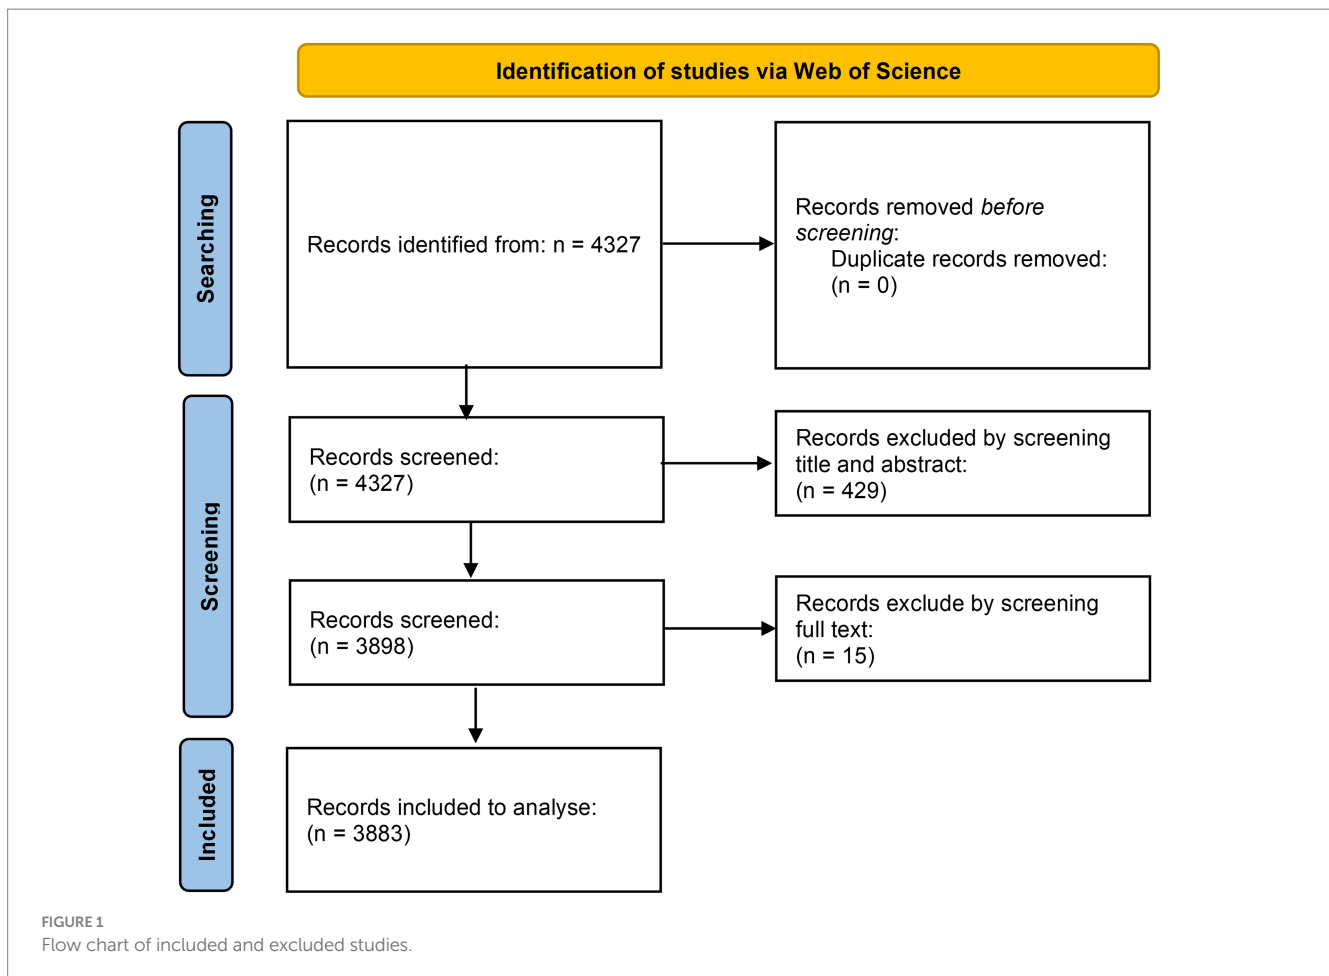 Identification of studies via Web of Science
Searching
Records identified from: n = 4327
Records removed before
screening:
Duplicate records removed:
(n = 0)
Screening
Records screened:
(n = 4327)
Records excluded by screening
title and abstract:
(n = 429)
Records screened:
(n = 3898)
Records exclude by screening
full text:
(n = 15)
Included
Records included to analyse:
(n = 3883)
FIGURE 1
Flow chart of included and excluded studies.